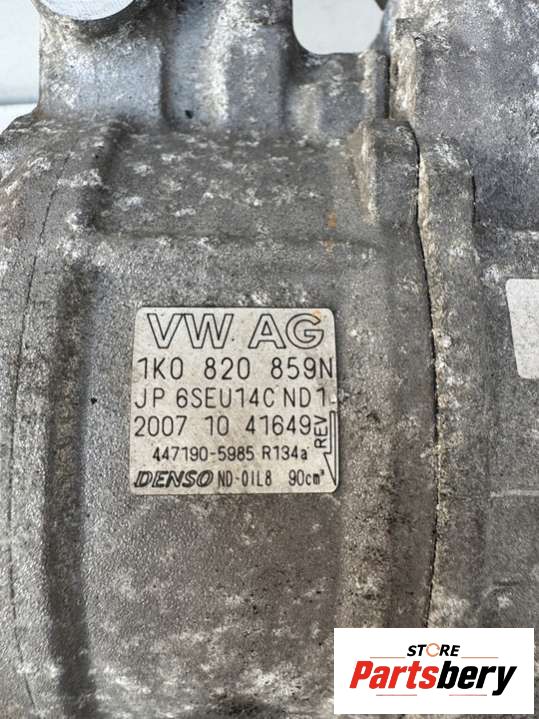 VW AG
1K0 820 859N
JP 6SEU14C ND1
2007 10 41649
REV
447190-5985 R134a
DENSO ND-OIL8 90cm³
STORE
Partsbery